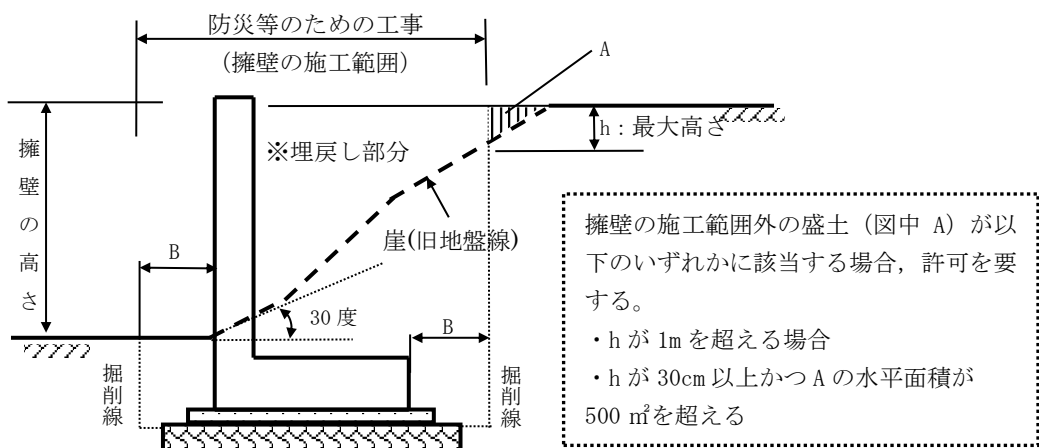 防災等のための工事
(擁壁の施工範囲)
A
h：最大高さ
※埋戻し部分
擁壁の高さ
崖(旧地盤線)
B
30 度
B
掘削線
掘削線
擁壁の施工範囲外の盛土（図中 A）が以
下のいずれかに該当する場合，許可を要
する。
・h が 1m を超える場合
・h が 30cm 以上かつ A の水平面積が
500 ㎡を超える